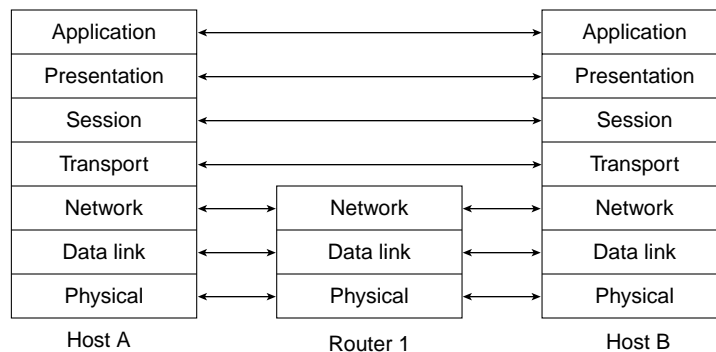 Application Application
Presentation Presentation
Session Session
Transport Transport
Network Network Network
Data link Data link Data link
Physical Physical Physical
Host A Router 1 Host B